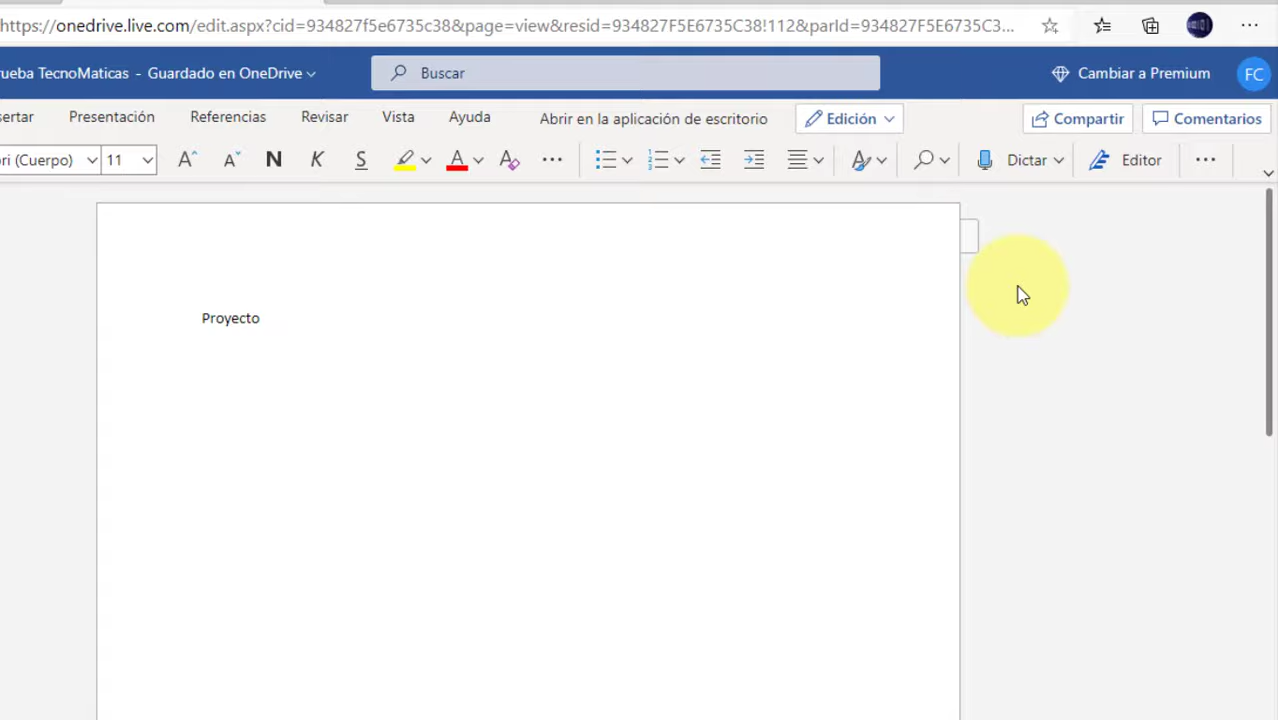 https://onedrive.live.com/edit.aspx?cid=934827f5e6735c38&page=view&resid=934827F5E6735C38!112&parId=934827F5E6735C3...
rueba TecnoMaticas - Guardado en OneDrive
Buscar
Cambiar a Premium
FC
sertar Presentación Referencias Revisar Vista Ayuda Abrir en la aplicación de escritorio Edición Compartir Comentarios
ri (Cuerpo) 11 A A N K S A A Dictar Editor
Proyecto